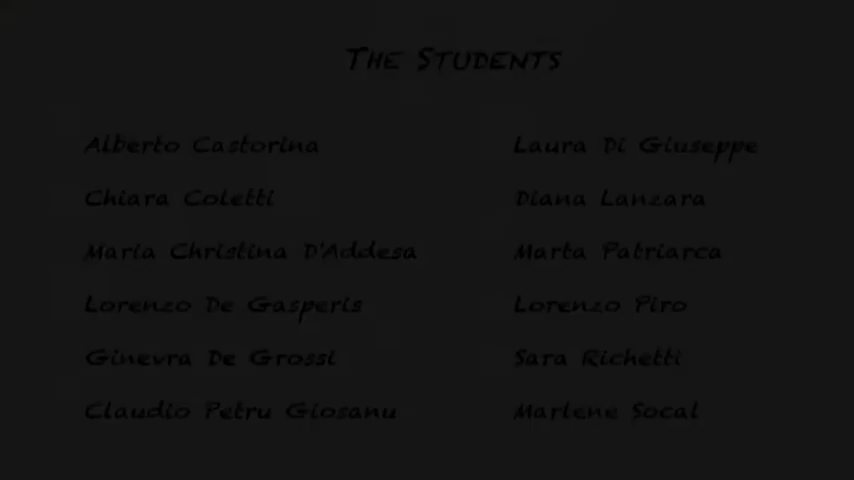 The Students
Alberto Castorina
Chiara Coletti
Maria Christina D'Addesa
Lorenzo De Gasperis
Ginevra De Grossi
Claudio Petru Giosanu
Laura Di Giuseppe
Diana Lanzara
Marta Patriarca
Lorenzo Piro
Sara Richetti
Marlene Socal